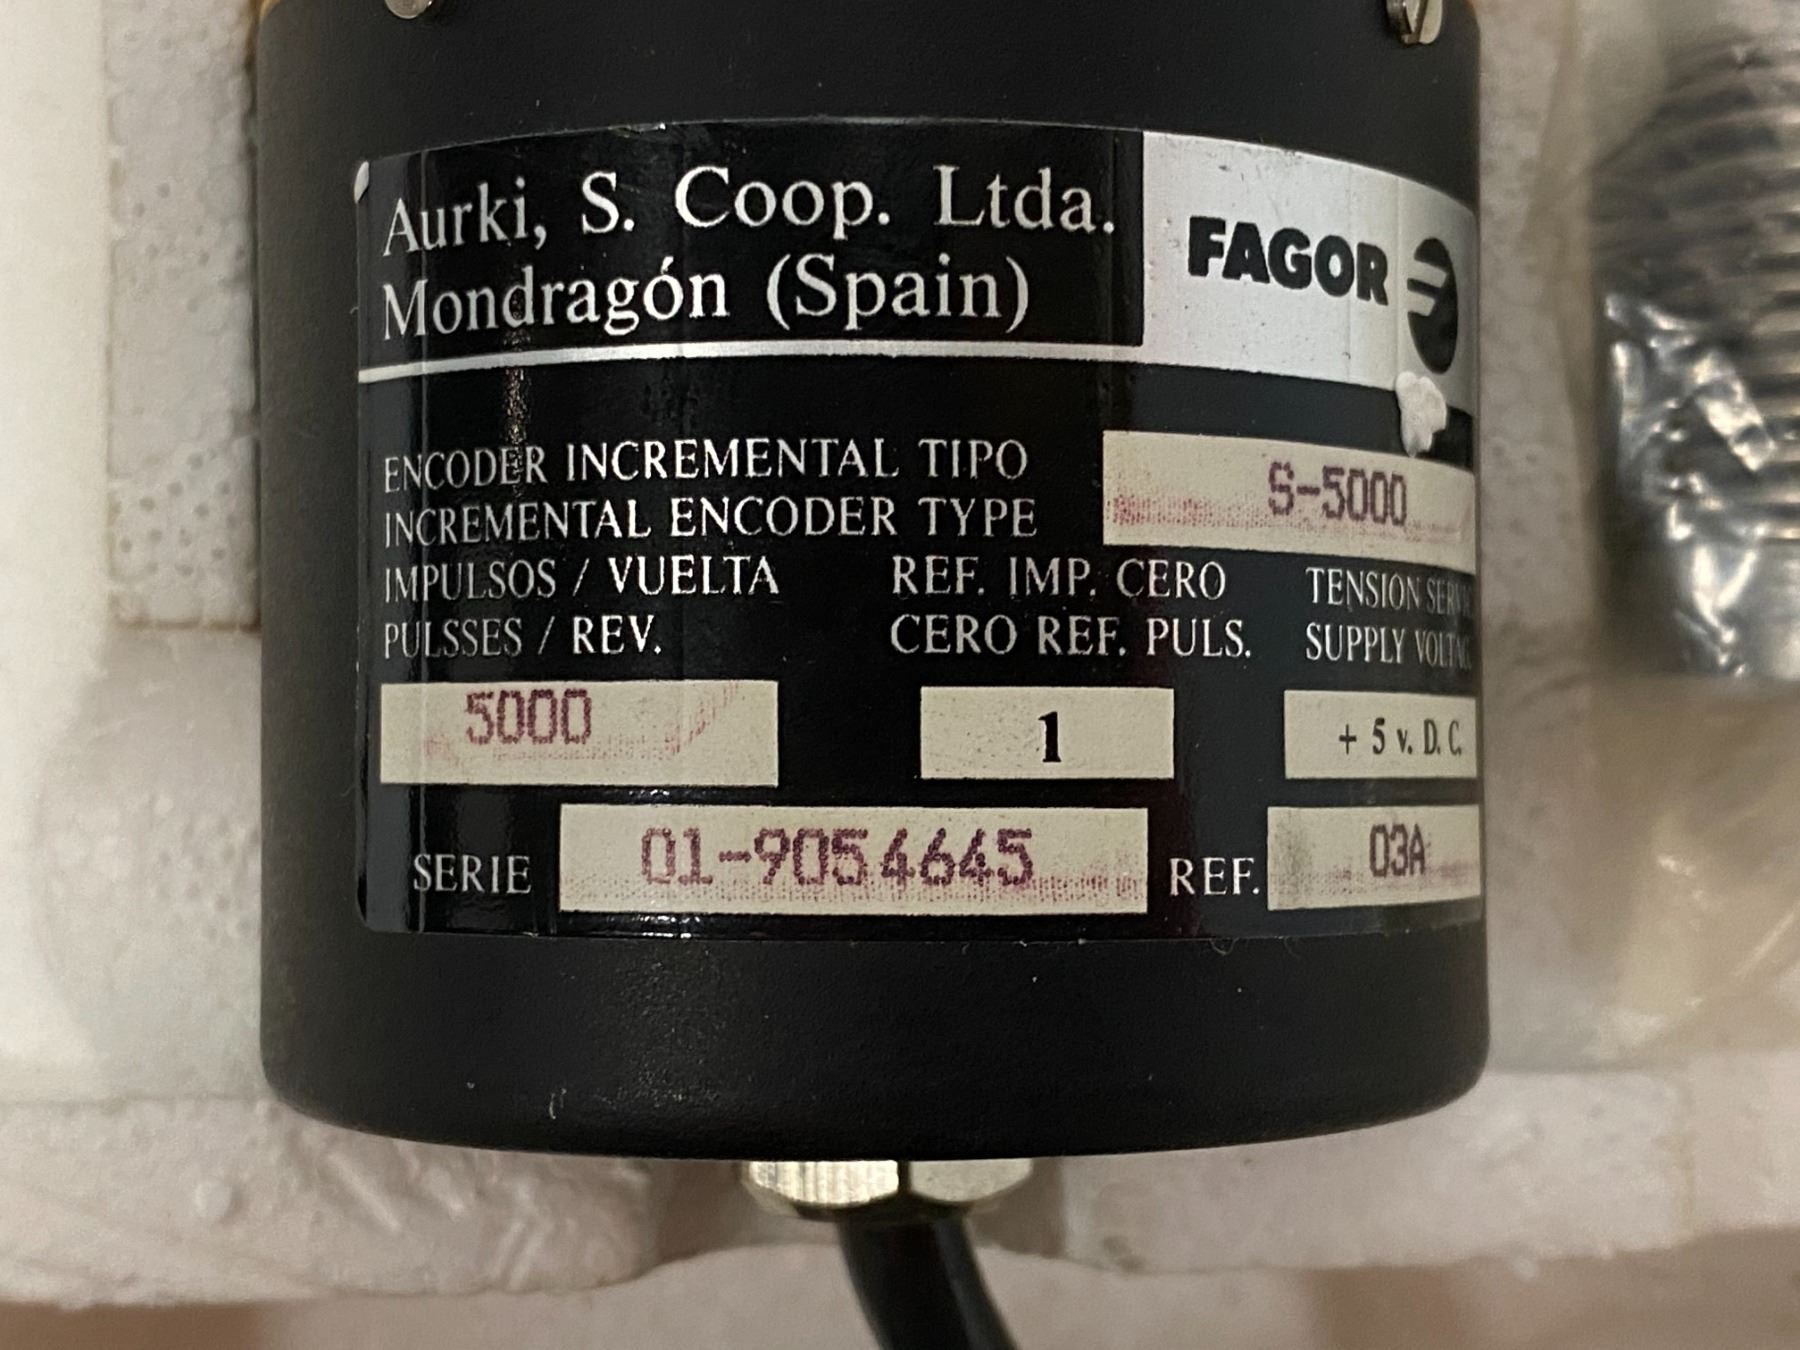 Aurki, S. Coop. Ltda.
Mondragón (Spain)
FAGOR
ENCODER INCREMENTAL TIPO
INCREMENTAL ENCODER TYPE
S-5000
IMPULSOS / VUELTA
PULSSES / REV.
REF. IMP. CERO
CERO REF. PULS.
TENSION
SUPPLY
5000
1
+ 5 v. D. C.
SERIE
01-9054645
REF.
03A